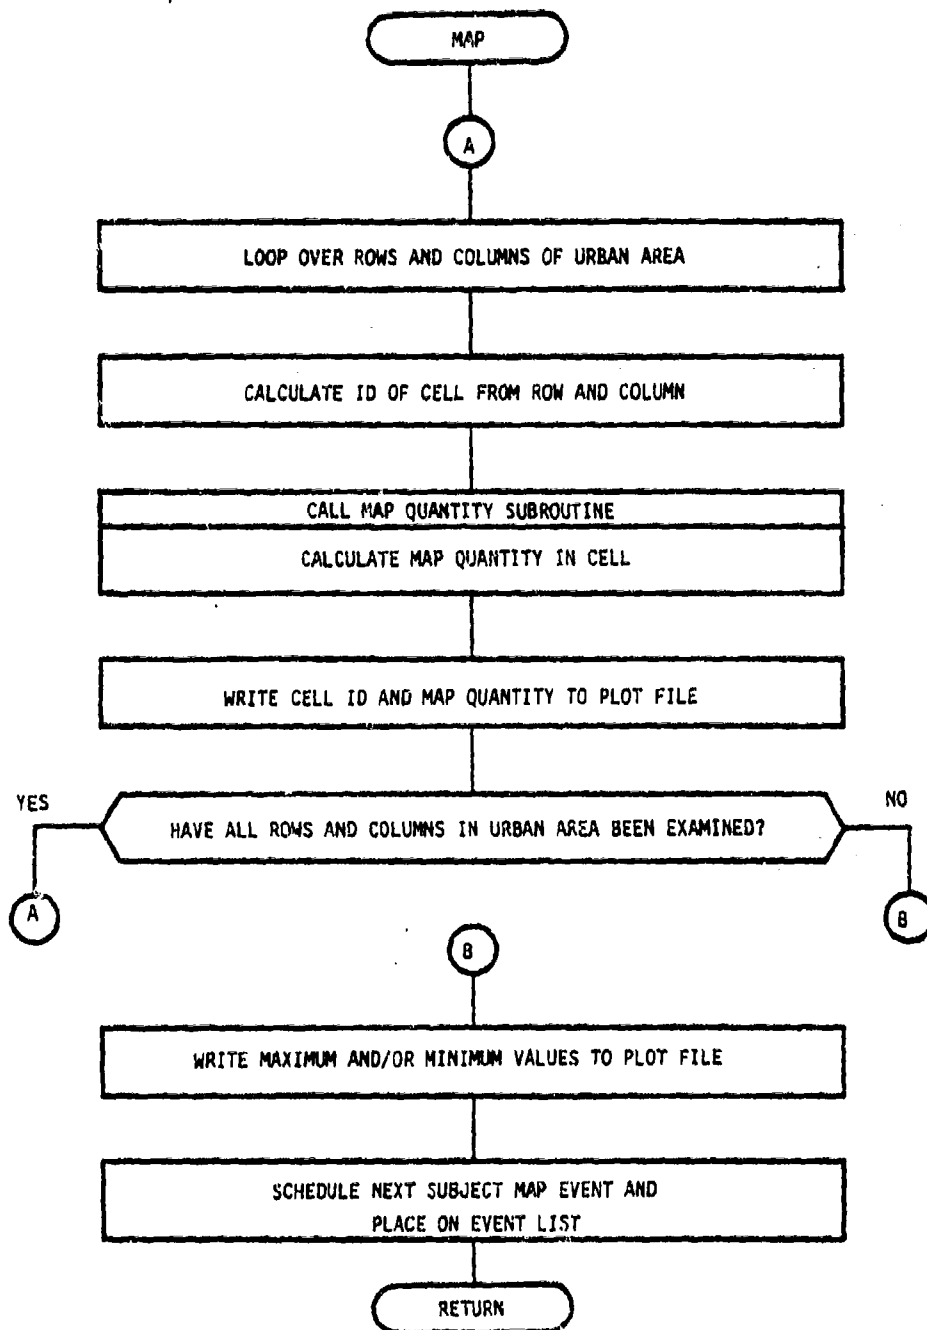 MAP
A
LOOP OVER ROWS AND COLUMNS OF URBAN AREA
CALCULATE ID OF CELL FROM ROW AND COLUMN
CALL MAP QUANTITY SUBROUTINE
CALCULATE MAP QUANTITY IN CELL
WRITE CELL ID AND MAP QUANTITY TO PLOT FILE
YES
HAVE ALL ROWS AND COLUMNS IN URBAN AREA BEEN EXAMINED?
NO
A
B
B
WRITE MAXIMUM AND/OR MINIMUM VALUES TO PLOT FILE
SCHEDULE NEXT SUBJECT MAP EVENT AND
PLACE ON EVENT LIST
RETURN